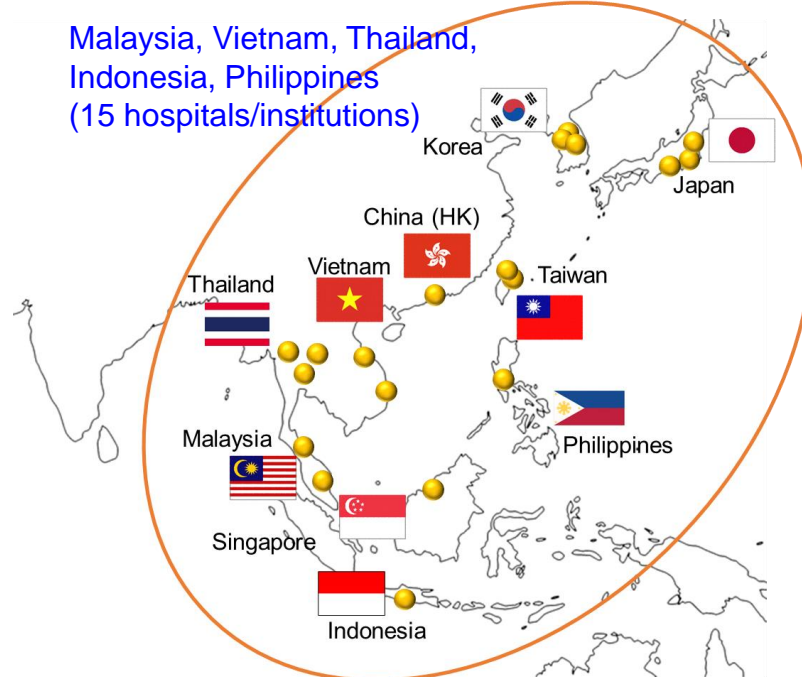 Malaysia, Vietnam, Thailand,
Indonesia, Philippines
(15 hospitals/institutions)
Korea
Japan
China (HK)
Vietnam
Taiwan
Thailand
Malaysia
Philippines
Singapore
Indonesia